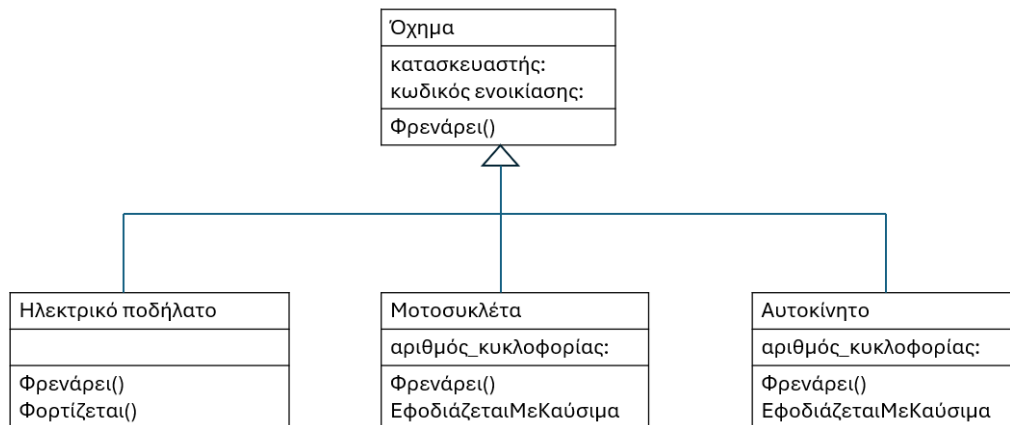 Όχημα
κατασκευαστής:
κωδικός ενοικίασης:
Φρενάρει()
Ηλεκτρικό ποδήλατο
Φρενάρει()
Φορτίζεται()
Μοτοσυκλέτα
αριθμός_κυκλοφορίας:
Φρενάρει()
ΕφοδιάζεταιΜεΚαύσιμα
Αυτοκίνητο
αριθμός_κυκλοφορίας:
Φρενάρει()
ΕφοδιάζεταιΜεΚαύσιμα